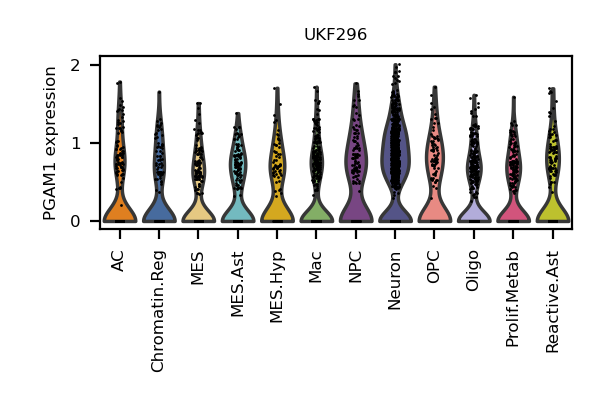 UKF296
PGAM1 expression
2
1
0
AC
Chromatin.Reg
MES
MES.Ast
MES.Hyp
Mac
NPC
Neuron
OPC
Oligo
Prolif.Metab
Reactive.Ast